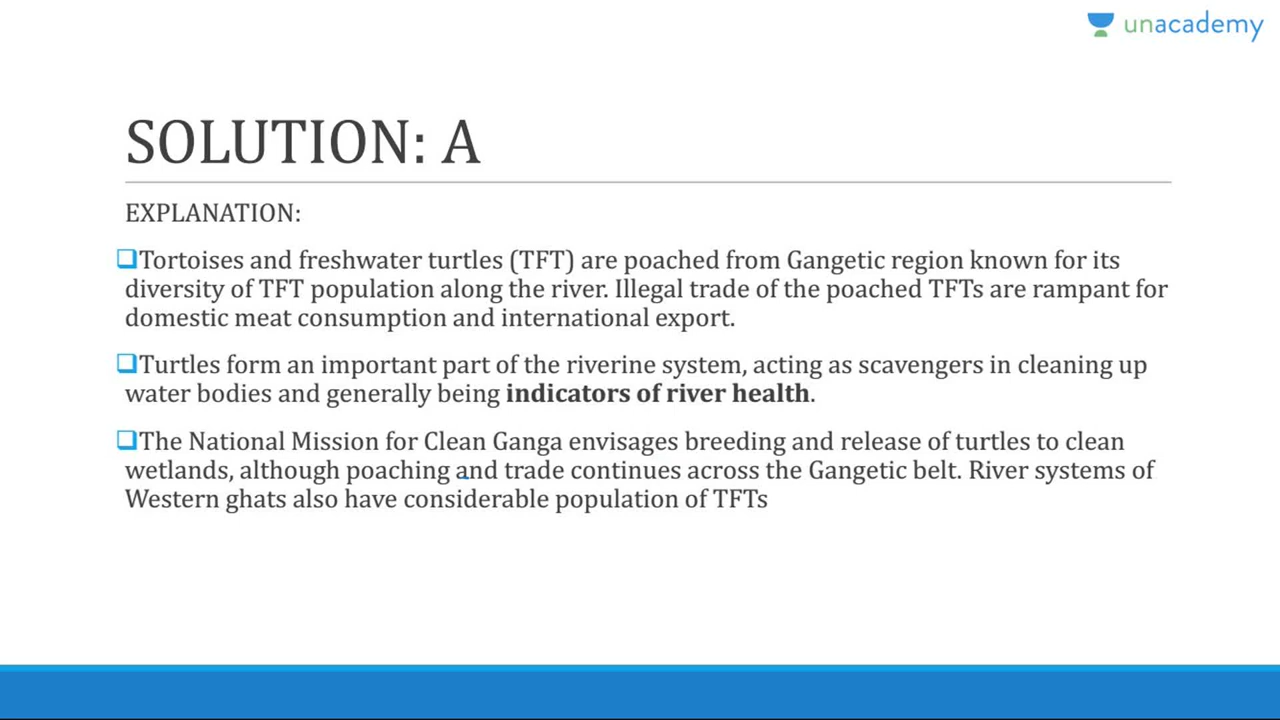 unacademy
SOLUTION: A
EXPLANATION:
❑Tortoises and freshwater turtles (TFT) are poached from Gangetic region known for its
diversity of TFT population along the river. Illegal trade of the poached TFTs are rampant for
domestic meat consumption and international export.
❑Turtles form an important part of the riverine system, acting as scavengers in cleaning up
water bodies and generally being indicators of river health.
❑The National Mission for Clean Ganga envisages breeding and release of turtles to clean
wetlands, although poaching and trade continues across the Gangetic belt. River systems of
Western ghats also have considerable population of TFTs